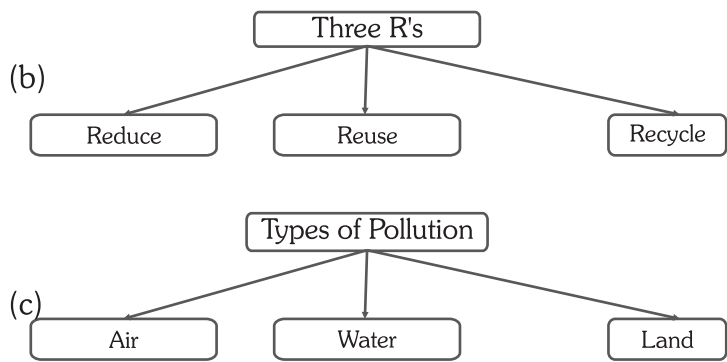 Three R's
(b)
Reduce Reuse Recycle
Types of Pollution
(c)
Air Water Land